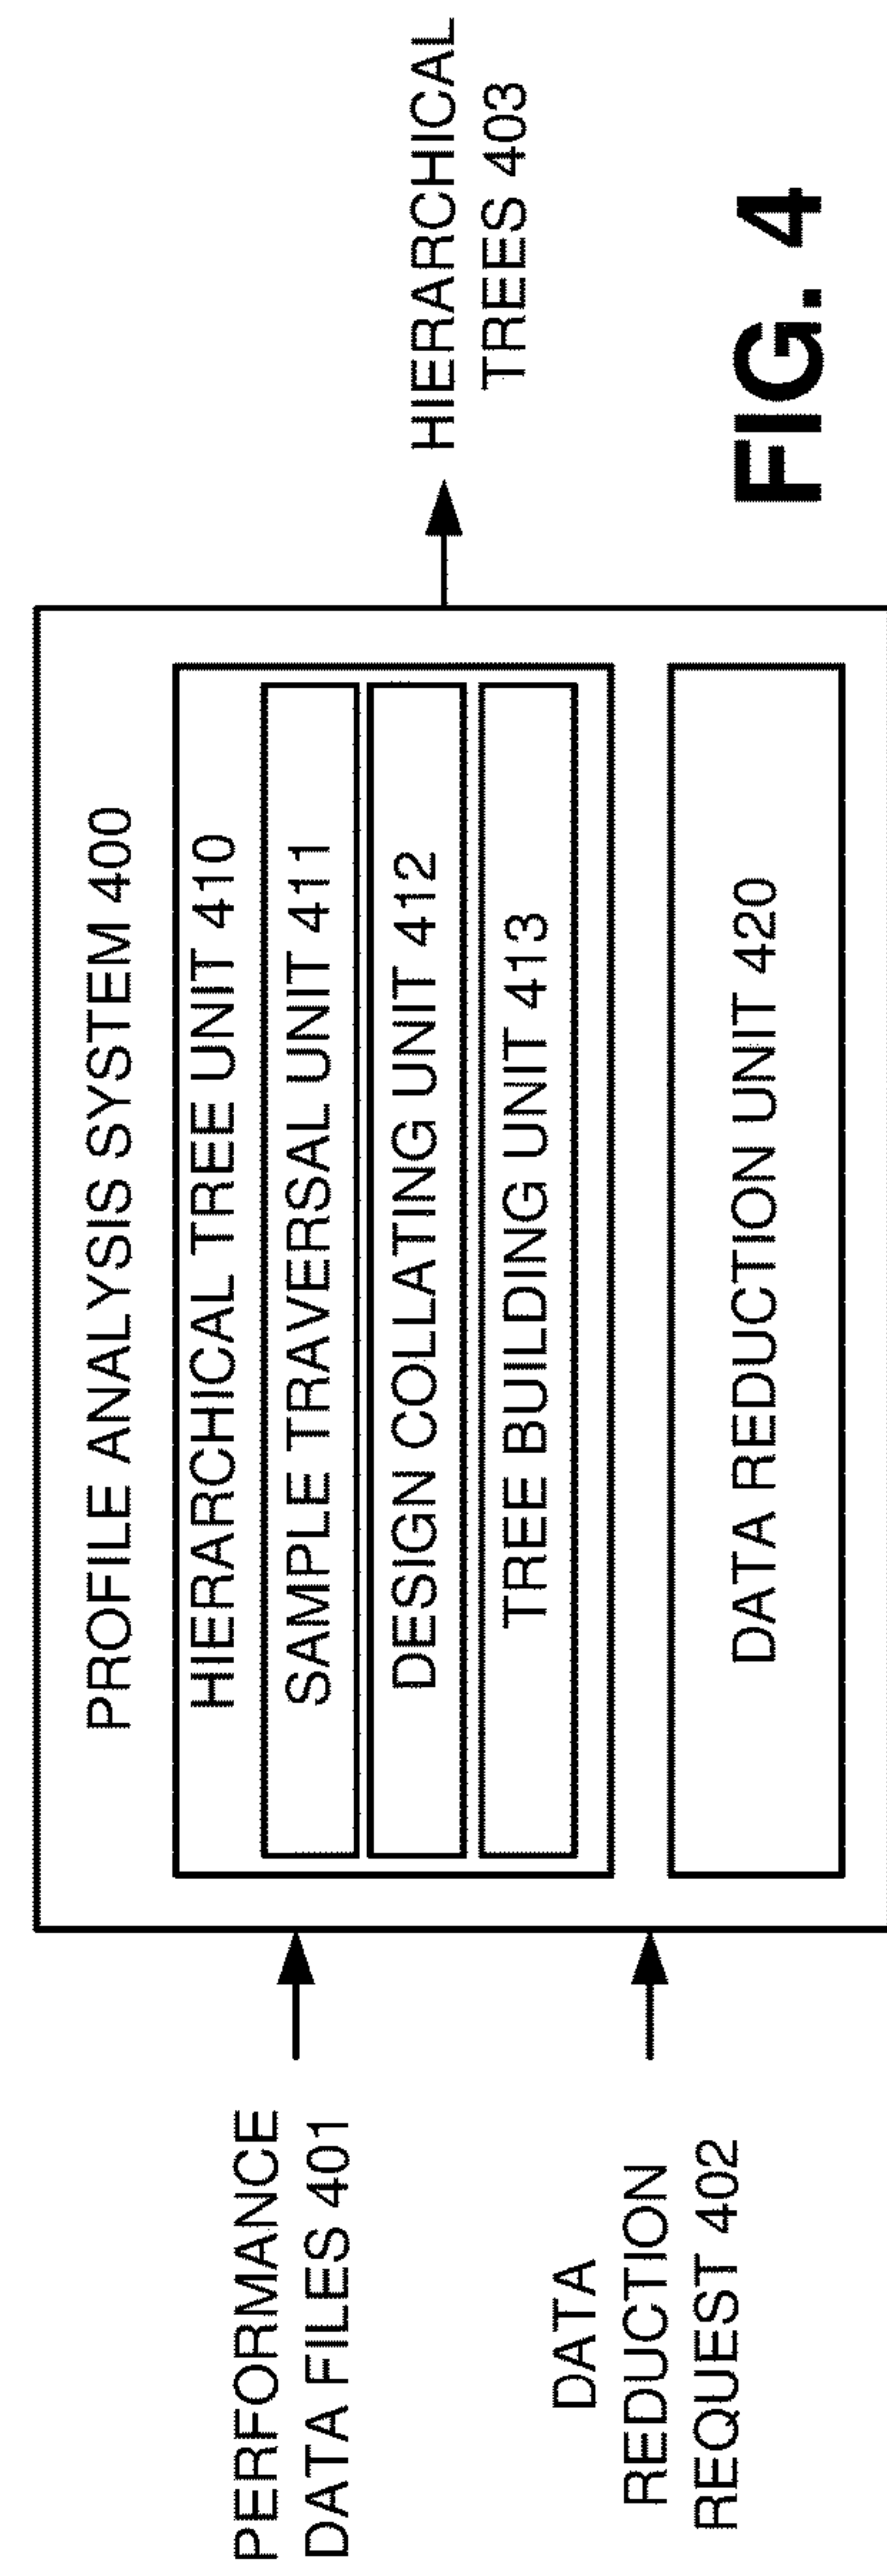 PERFORMANCE
DATA FILES 401
DATA
REDUCTION
REQUEST 402
PROFILE ANALYSIS SYSTEM 400
HIERARCHICAL TREE UNIT 410
SAMPLE TRAVERSAL UNIT 411
DESIGN COLLATING UNIT 412
TREE BUILDING UNIT 413
DATA REDUCTION UNIT 420
HIERARCHICAL
TREES 403
FIG. 4